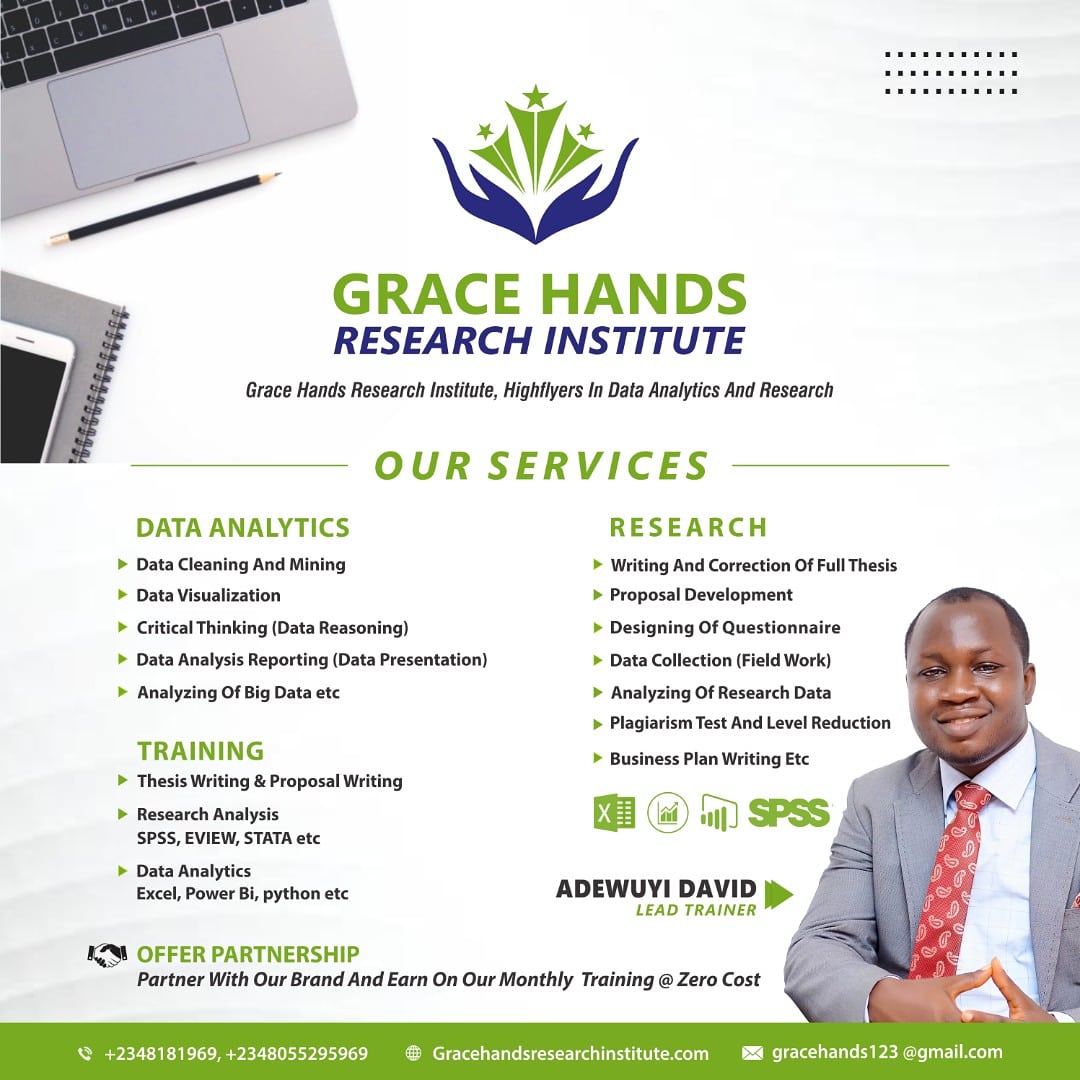 GRACE HANDS
RESEARCH INSTITUTE
Grace Hands Research Institute, Highflyers In Data Analytics And Research
OUR SERVICES
DATA ANALYTICS
Data Cleaning And Mining
Data Visualization
Critical Thinking (Data Reasoning)
Data Analysis Reporting (Data Presentation)
Analyzing Of Big Data etc
TRAINING
Thesis Writing & Proposal Writing
Research Analysis
SPSS, EVIEW, STATA etc
Data Analytics
Excel, Power Bi, python etc
RESEARCH
Writing And Correction Of Full Thesis
Proposal Development
Designing Of Questionnaire
Data Collection (Field Work)
Analyzing Of Research Data
Plagiarism Test And Level Reduction
Business Plan Writing Etc
X SPSS
ADEWUYI DAVID
LEAD TRAINER
OFFER PARTNERSHIP
Partner With Our Brand And Earn On Our Monthly Training @ Zero Cost
+2348181969, +2348055295969 Gracehandsresearchinstitute.com gracehands123 @gmail.com